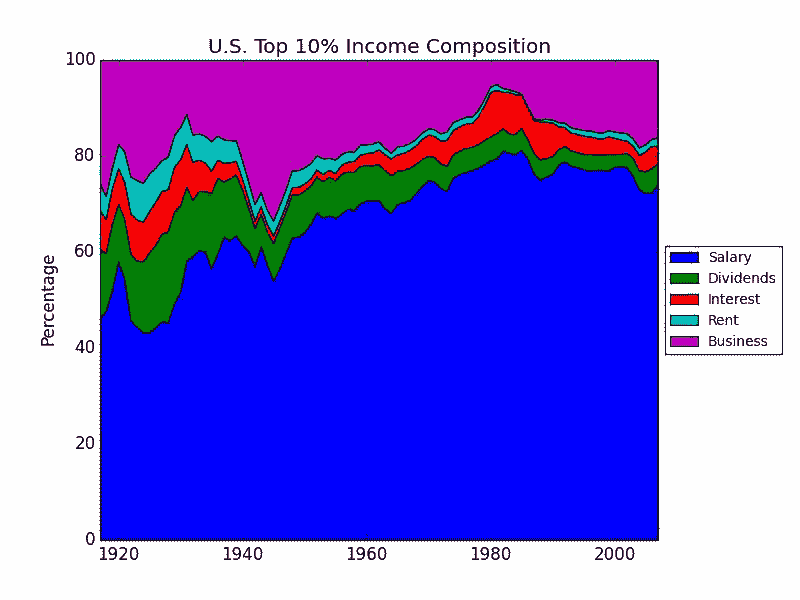 U.S. Top 10% Income Composition
100
80
60
40
20
0
Percentage
1920 1940 1960 1980 2000
Salary
Dividends
Interest
Rent
Business